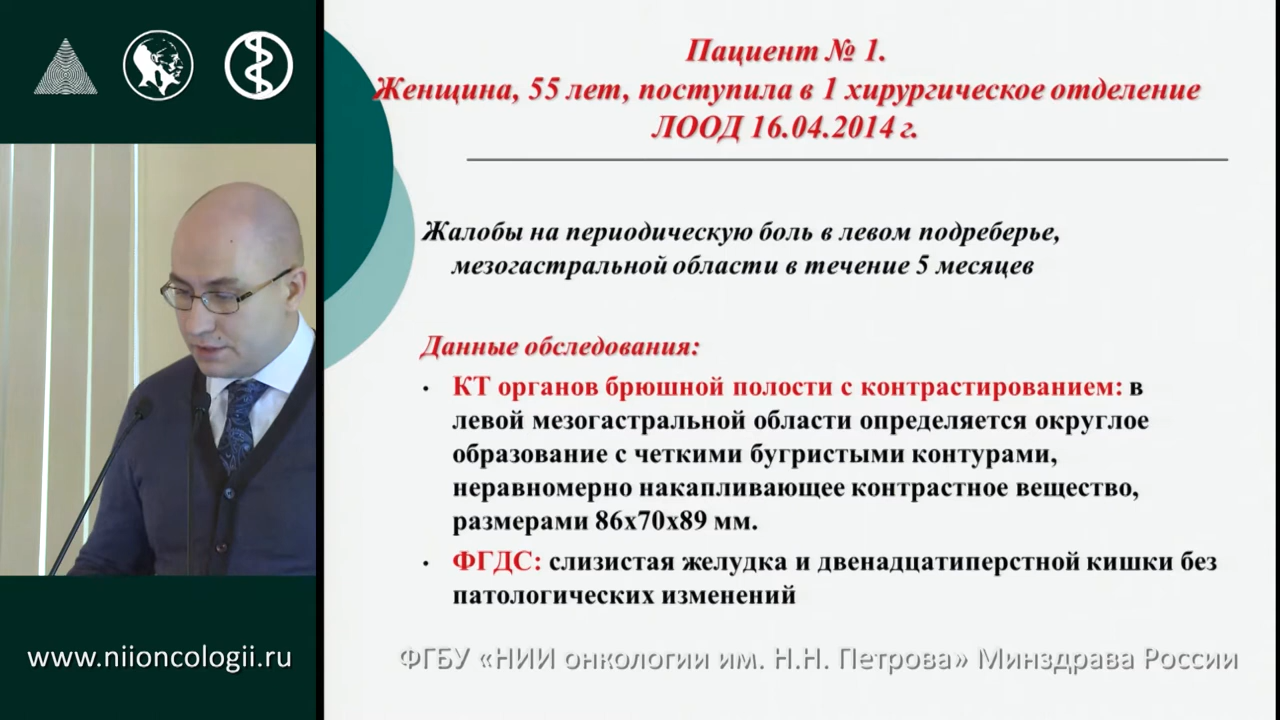 Пациент № 1.
Женщина, 55 лет, поступила в 1 хирургическое отделение
ЛООД 16.04.2014 г.
Жалобы на периодическую боль в левом подреберье,
мезогастральной области в течение 5 месяцев
Данные обследования:
• КТ органов брюшной полости с контрастированием: в
левой мезогастральной области определяется округлое
образование с четкими бугристыми контурами,
неравномерно накапливающее контрастное вещество,
размерами 86х70х89 мм.
• ФГДС: слизистая желудка и двенадцатиперстной кишки без
патологических изменений
www.niioncologii.ru
ФГБУ «НИИ онкологии им. Н.Н. Петрова» Минздрава России